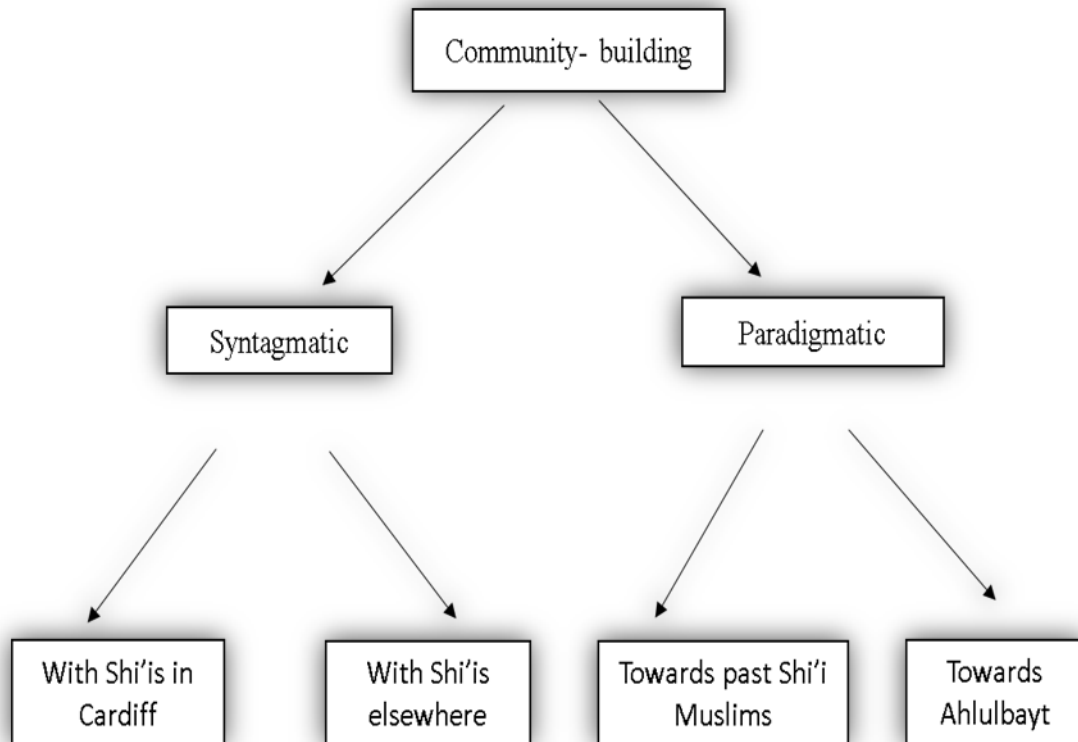 Community- building
Syntagmatic
Paradigmatic
With Shi'is in
Cardiff
With Shi'is
elsewhere
Towards past Shi'i
Muslims
Towards
Ahlulbayt